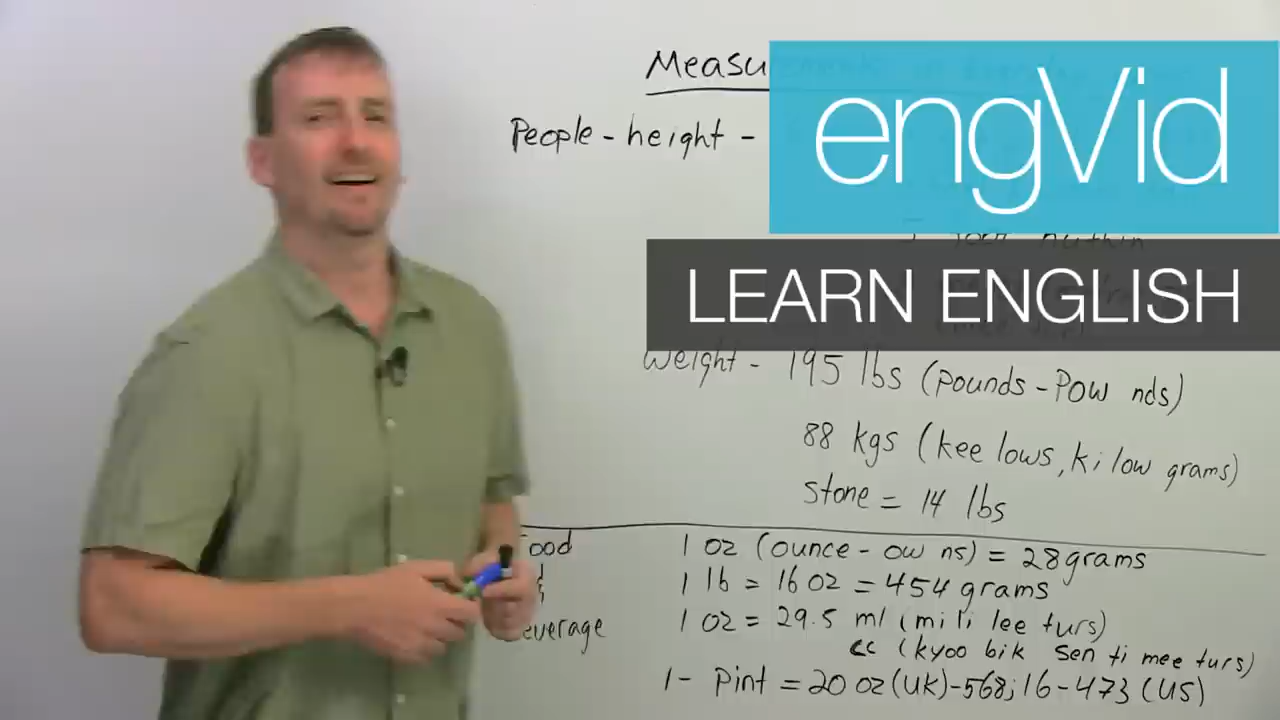 Measu
engVid
People - height -
LEARN ENGLISH
Weight - 195 lbs (pounds - Pow nds)
88 kgs (kee lows, ki low grams)
stone = 14 lbs
ood 1 oz (ounce - ow ns) = 28 grams
1 lb = 16 oz = 454 grams
everage 1 oz = 29.5 ml (mi li lee turs)
cc (kyoo bik sen ti mee turs)
1 - Pint = 20 oz (UK) - 568; 16 - 473 (US)